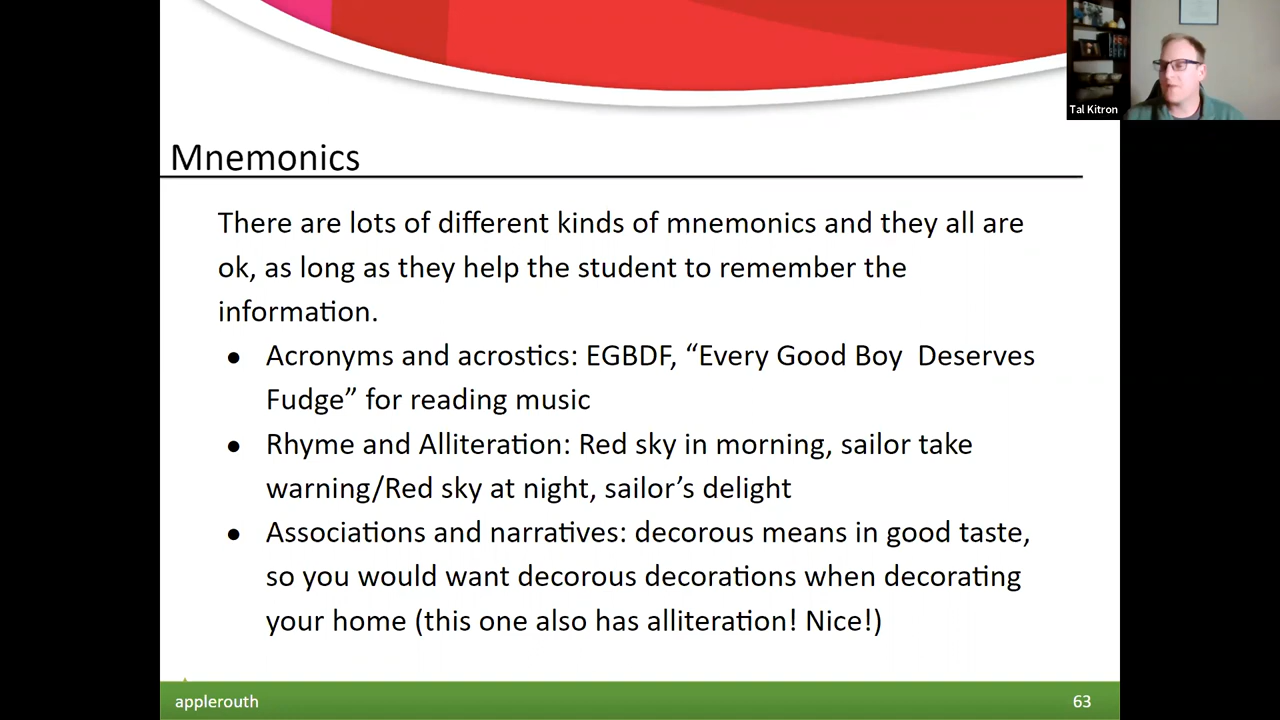 Tal Kitron
Mnemonics
There are lots of different kinds of mnemonics and they all are
ok, as long as they help the student to remember the
information.
● Acronyms and acrostics: EGBDF, “Every Good Boy  Deserves
Fudge” for reading music
● Rhyme and Alliteration: Red sky in morning, sailor take
warning/Red sky at night, sailor’s delight
● Associations and narratives: decorous means in good taste,
so you would want decorous decorations when decorating
your home (this one also has alliteration! Nice!)
applerouth
63